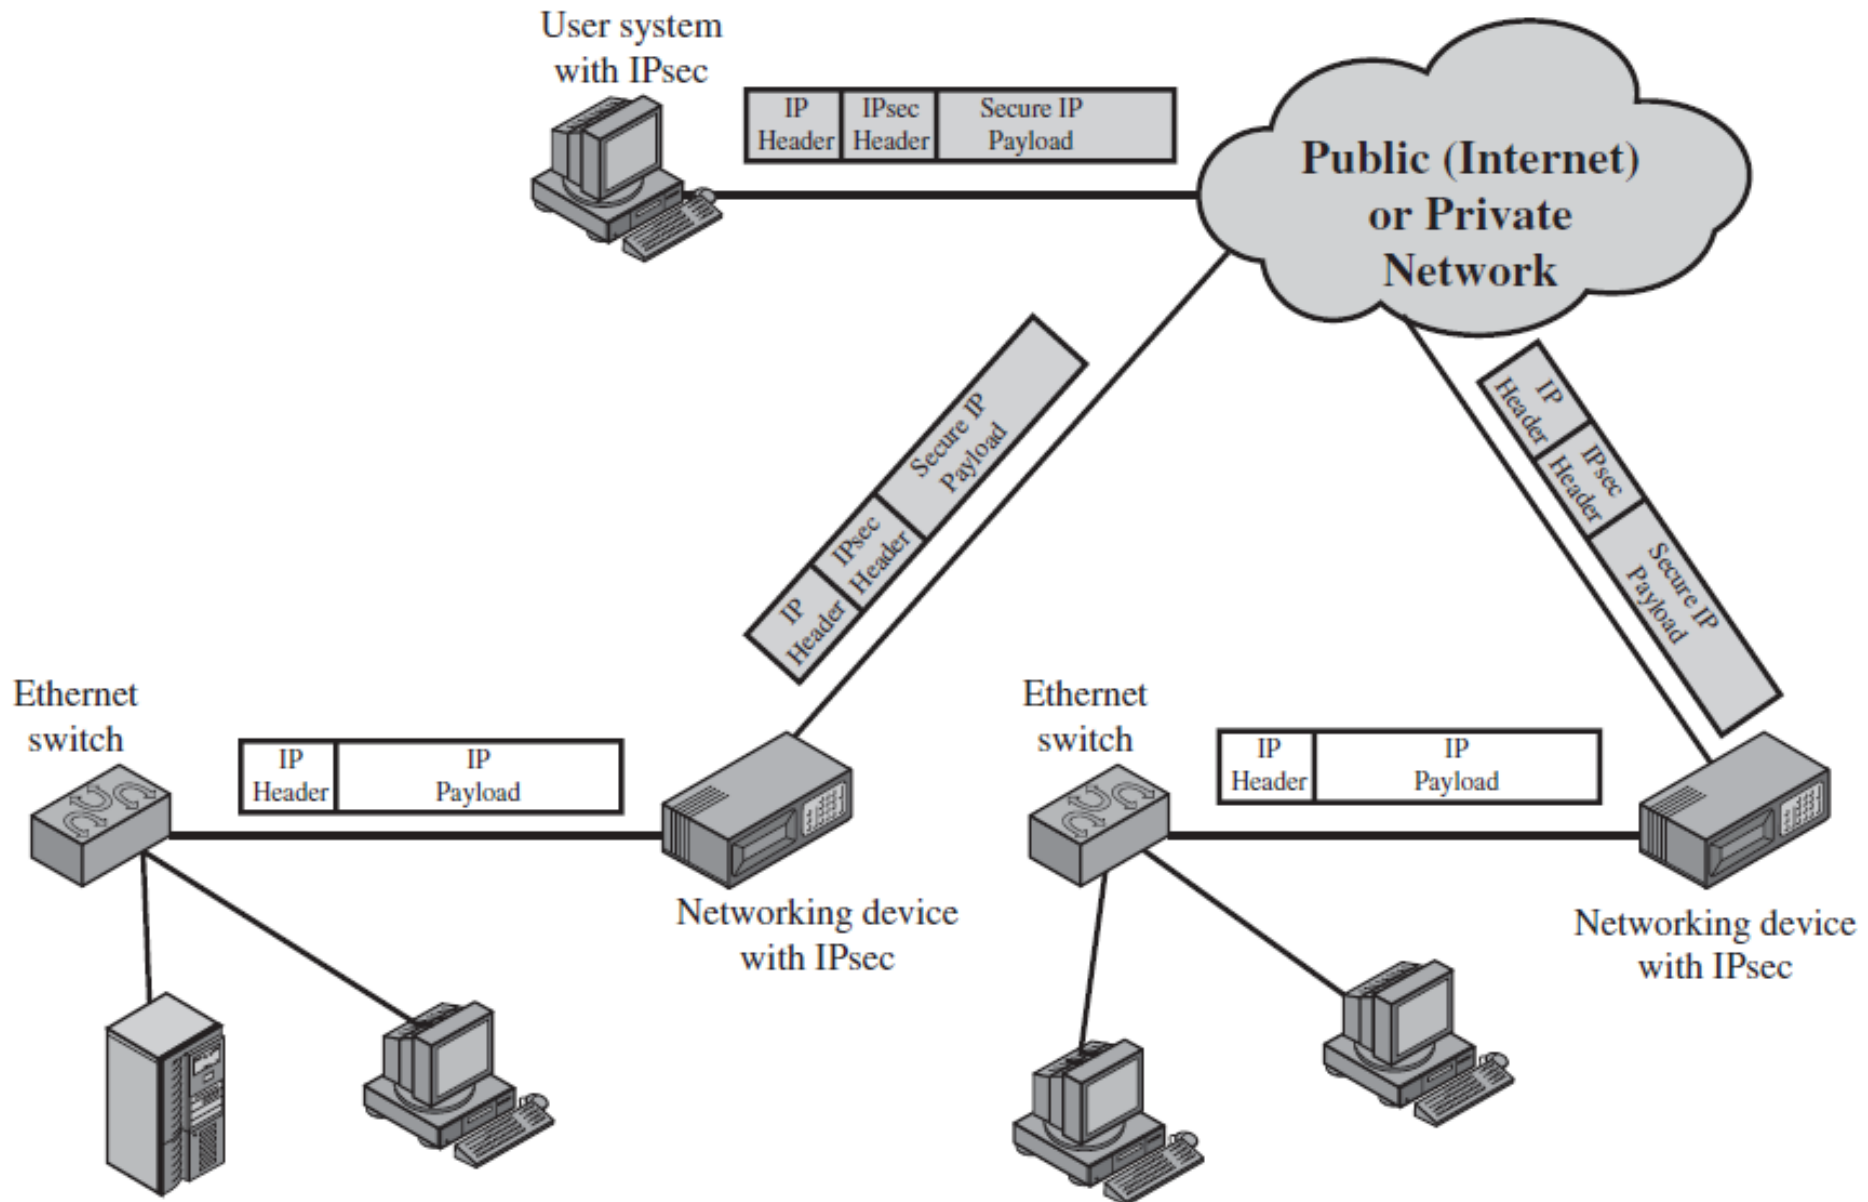 User system
with IPsec
IP
Header
IPsec
Header
Secure IP
Payload
Public (Internet)
or Private
Network
IP
Header
IPsec
Header
Secure IP
Payload
IP
Header
IPsec
Header
Secure IP
Payload
Ethernet
switch
IP
Header
IP
Payload
Networking device
with IPsec
Ethernet
switch
IP
Header
IP
Payload
Networking device
with IPsec